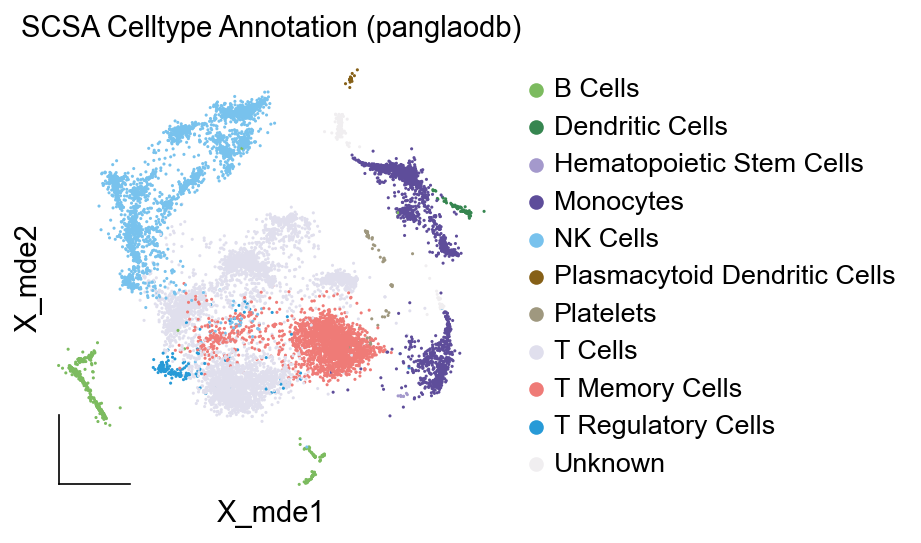 SCSA Celltype Annotation (panglaodb)
B Cells
Dendritic Cells
Hematopoietic Stem Cells
Monocytes
NK Cells
Plasmacytoid Dendritic Cells
Platelets
T Cells
T Memory Cells
T Regulatory Cells
Unknown
X_mde2
X_mde1